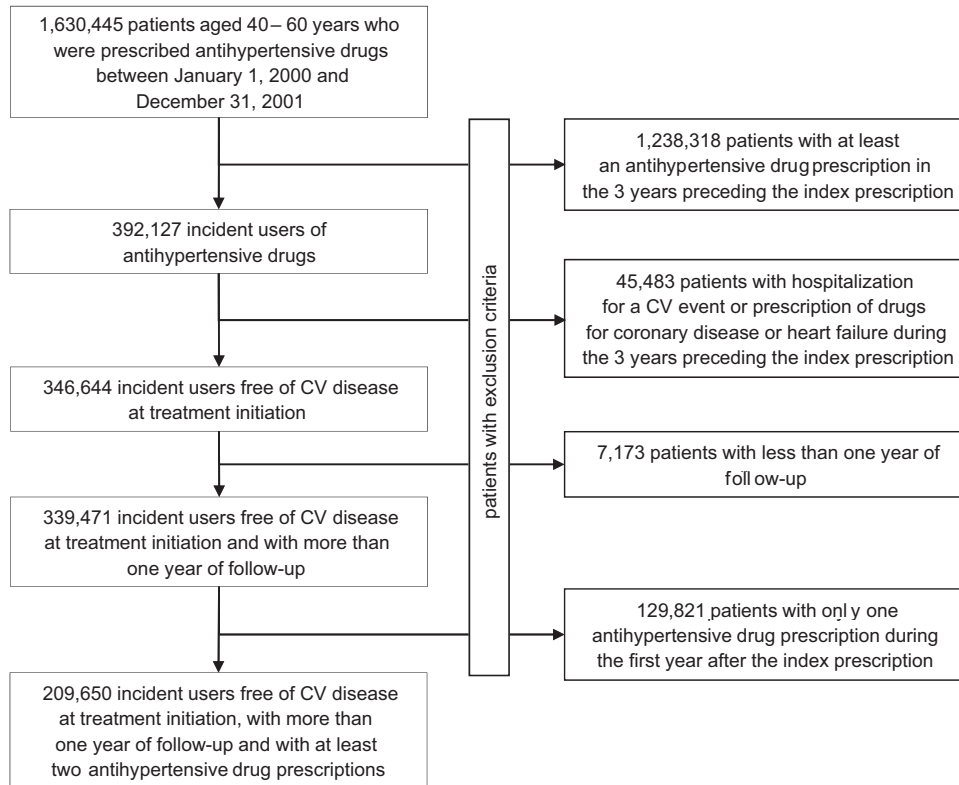 1,630,445 patients aged 40–60 years who
were prescribed antihypertensive drugs
between January 1, 2000 and
December 31, 2001
1,238,318 patients with at least
an antihypertensive drug prescription in
the 3 years preceding the index prescription
392,127 incident users of
antihypertensive drugs
patients with exclusion criteria
45,483 patients with hospitalization
for a CV event or prescription of drugs
for coronary disease or heart failure during
the 3 years preceding the index prescription
346,644 incident users free of CV disease
at treatment initiation
7,173 patients with less than one year of
follow-up
339,471 incident users free of CV disease
at treatment initiation and with more than
one year of follow-up
129,821 patients with only one
antihypertensive drug prescription during
the first year after the index prescription
209,650 incident users free of CV disease
at treatment initiation, with more than
one year of follow-up and with at least
two antihypertensive drug prescriptions